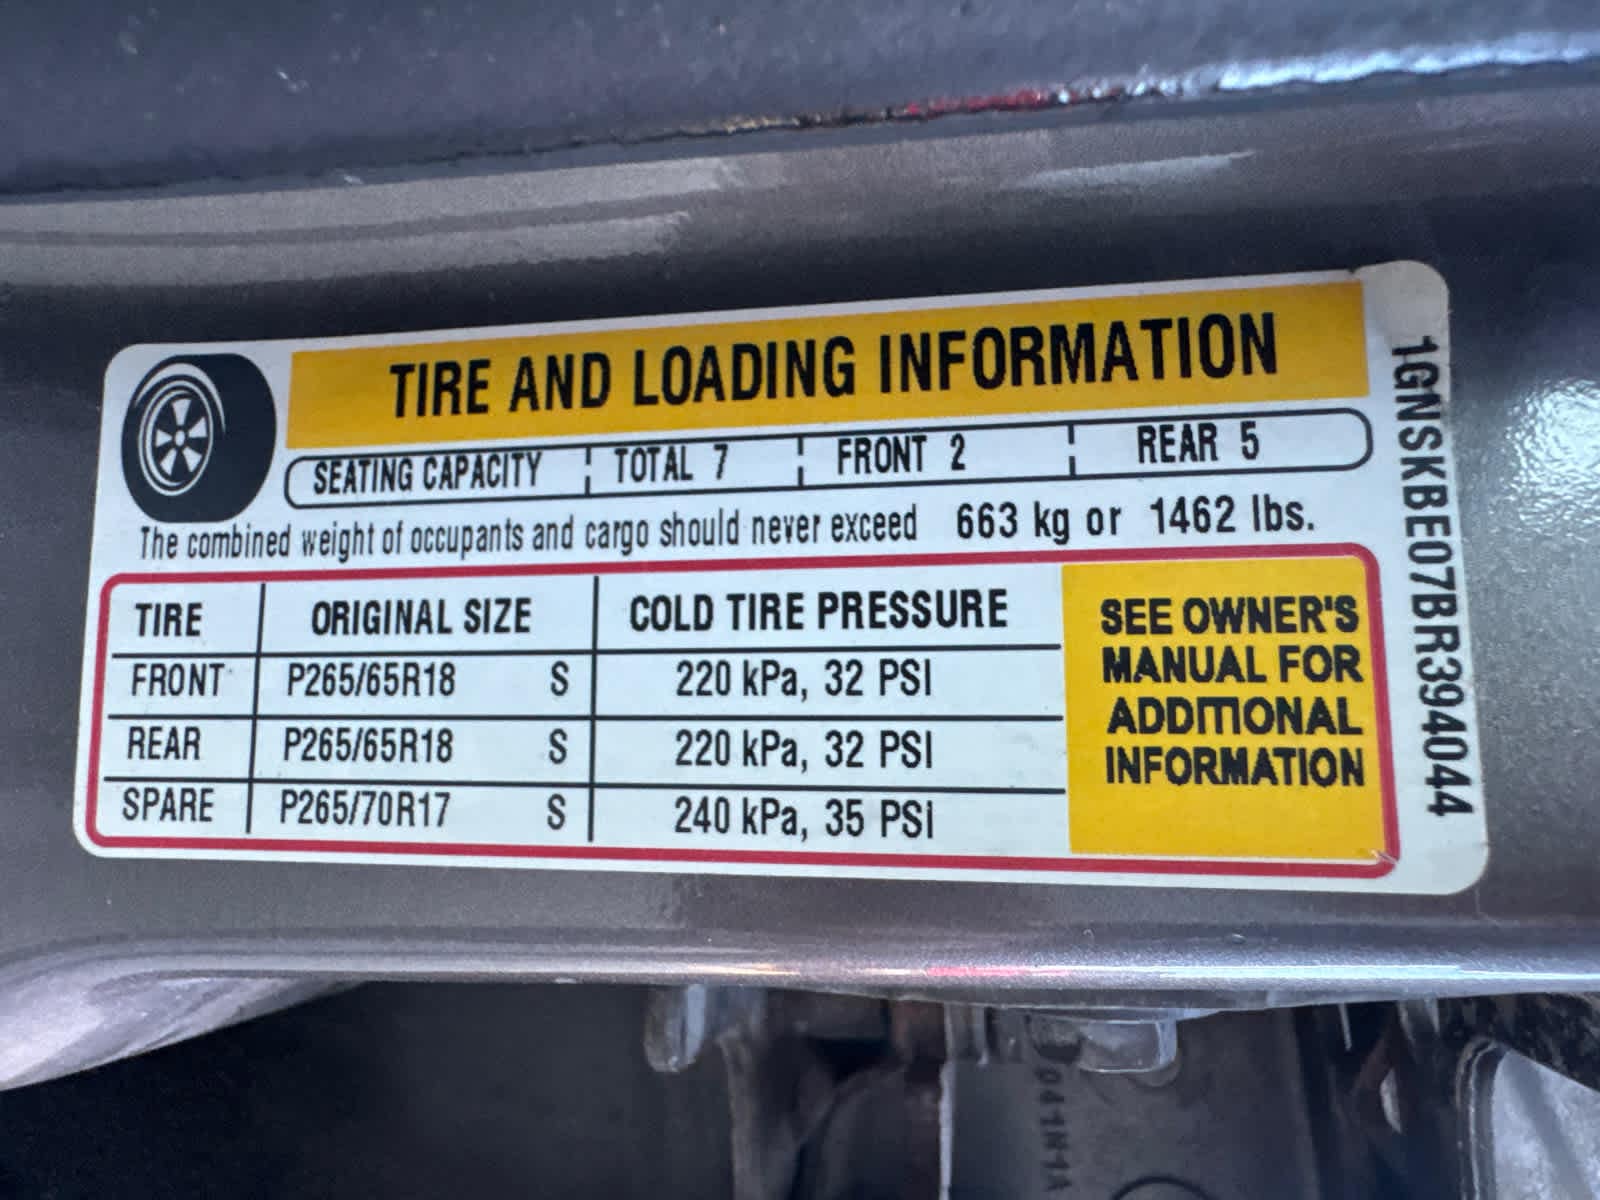 TIRE AND LOADING INFORMATION
SEATING CAPACITY TOTAL 7 FRONT 2 REAR 5
The combined weight of occupants and cargo should never exceed 663 kg or 1462 lbs.
TIRE ORIGINAL SIZE COLD TIRE PRESSURE
FRONT P265/65R18 S 220 kPa, 32 PSI
REAR P265/65R18 S 220 kPa, 32 PSI
SPARE P265/70R17 S 240 kPa, 35 PSI
SEE OWNER'S
MANUAL FOR
ADDITIONAL
INFORMATION
1GNSKBE07BR394044